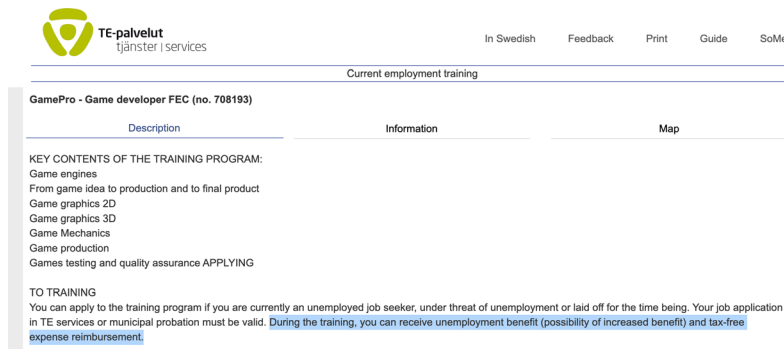 TE-palvelut
tjänster | services
In Swedish Feedback Print Guide SoMe
Current employment training
GamePro - Game developer FEC (no. 708193)
Description Information Map
KEY CONTENTS OF THE TRAINING PROGRAM:
Game engines
From game idea to production and to final product
Game graphics 2D
Game graphics 3D
Game Mechanics
Game production
Games testing and quality assurance APPLYING
TO TRAINING
You can apply to the training program if you are currently an unemployed job seeker, under threat of unemployment or laid off for the time being. Your job application
in TE services or municipal probation must be valid. During the training, you can receive unemployment benefit (possibility of increased benefit) and tax-free
expense reimbursement.